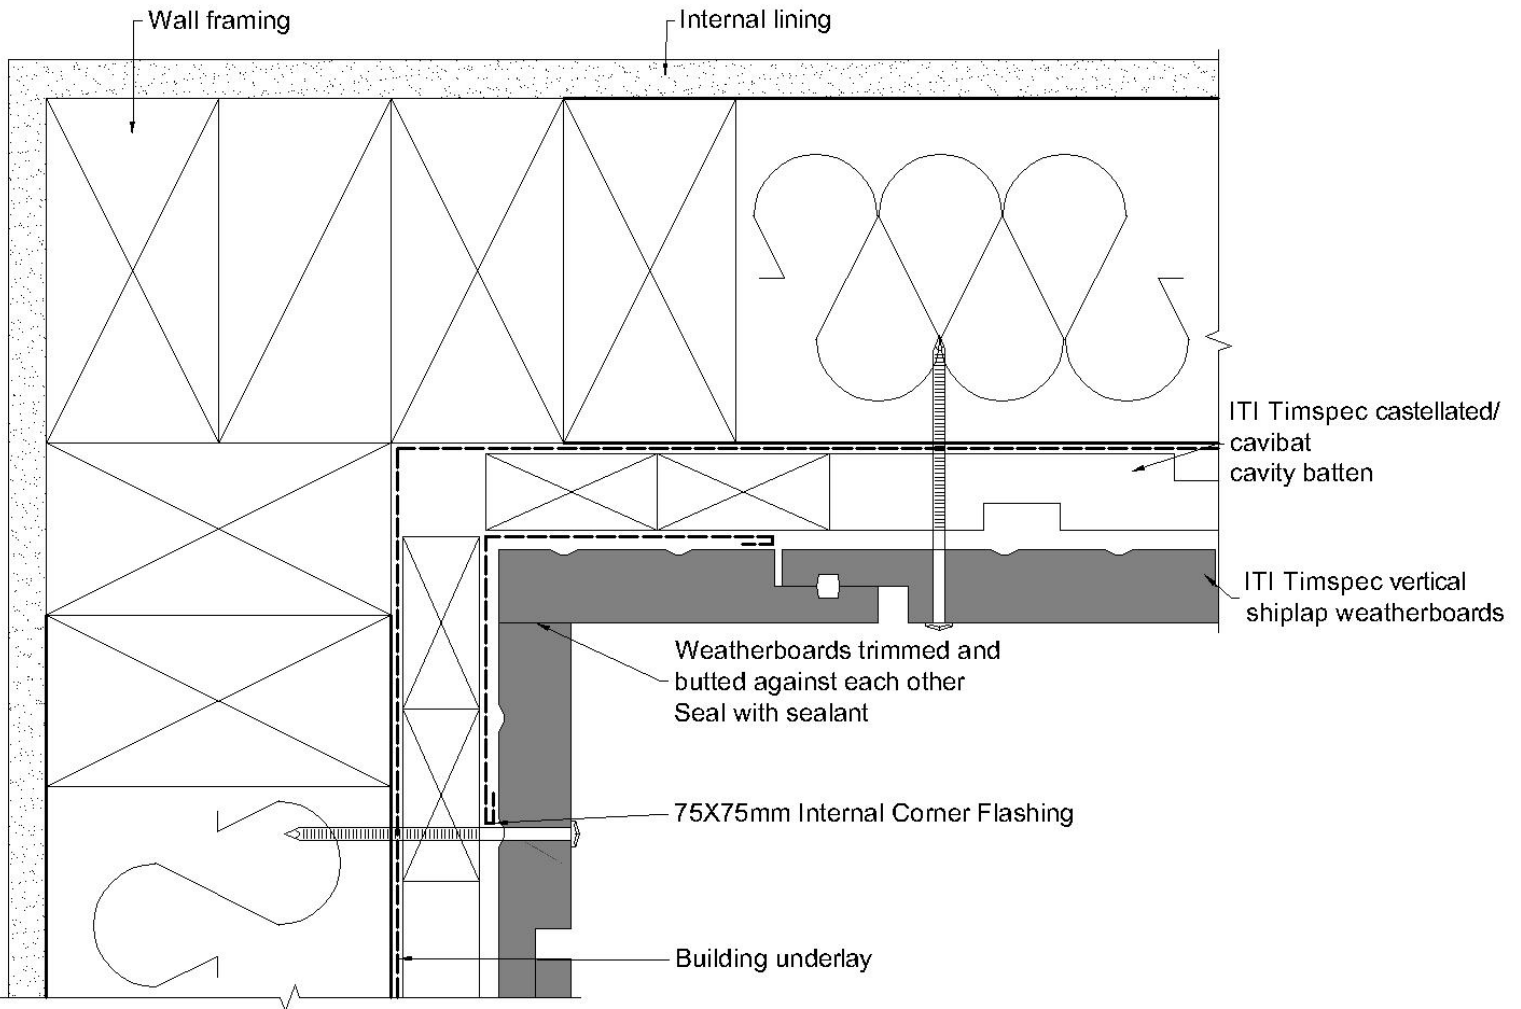 Wall framing
Internal lining
ITI Timspec castellated/
cavibat
cavity batten
ITI Timspec vertical
shiplap weatherboards
Weatherboards trimmed and
butted against each other
Seal with sealant
75X75mm Internal Corner Flashing
Building underlay